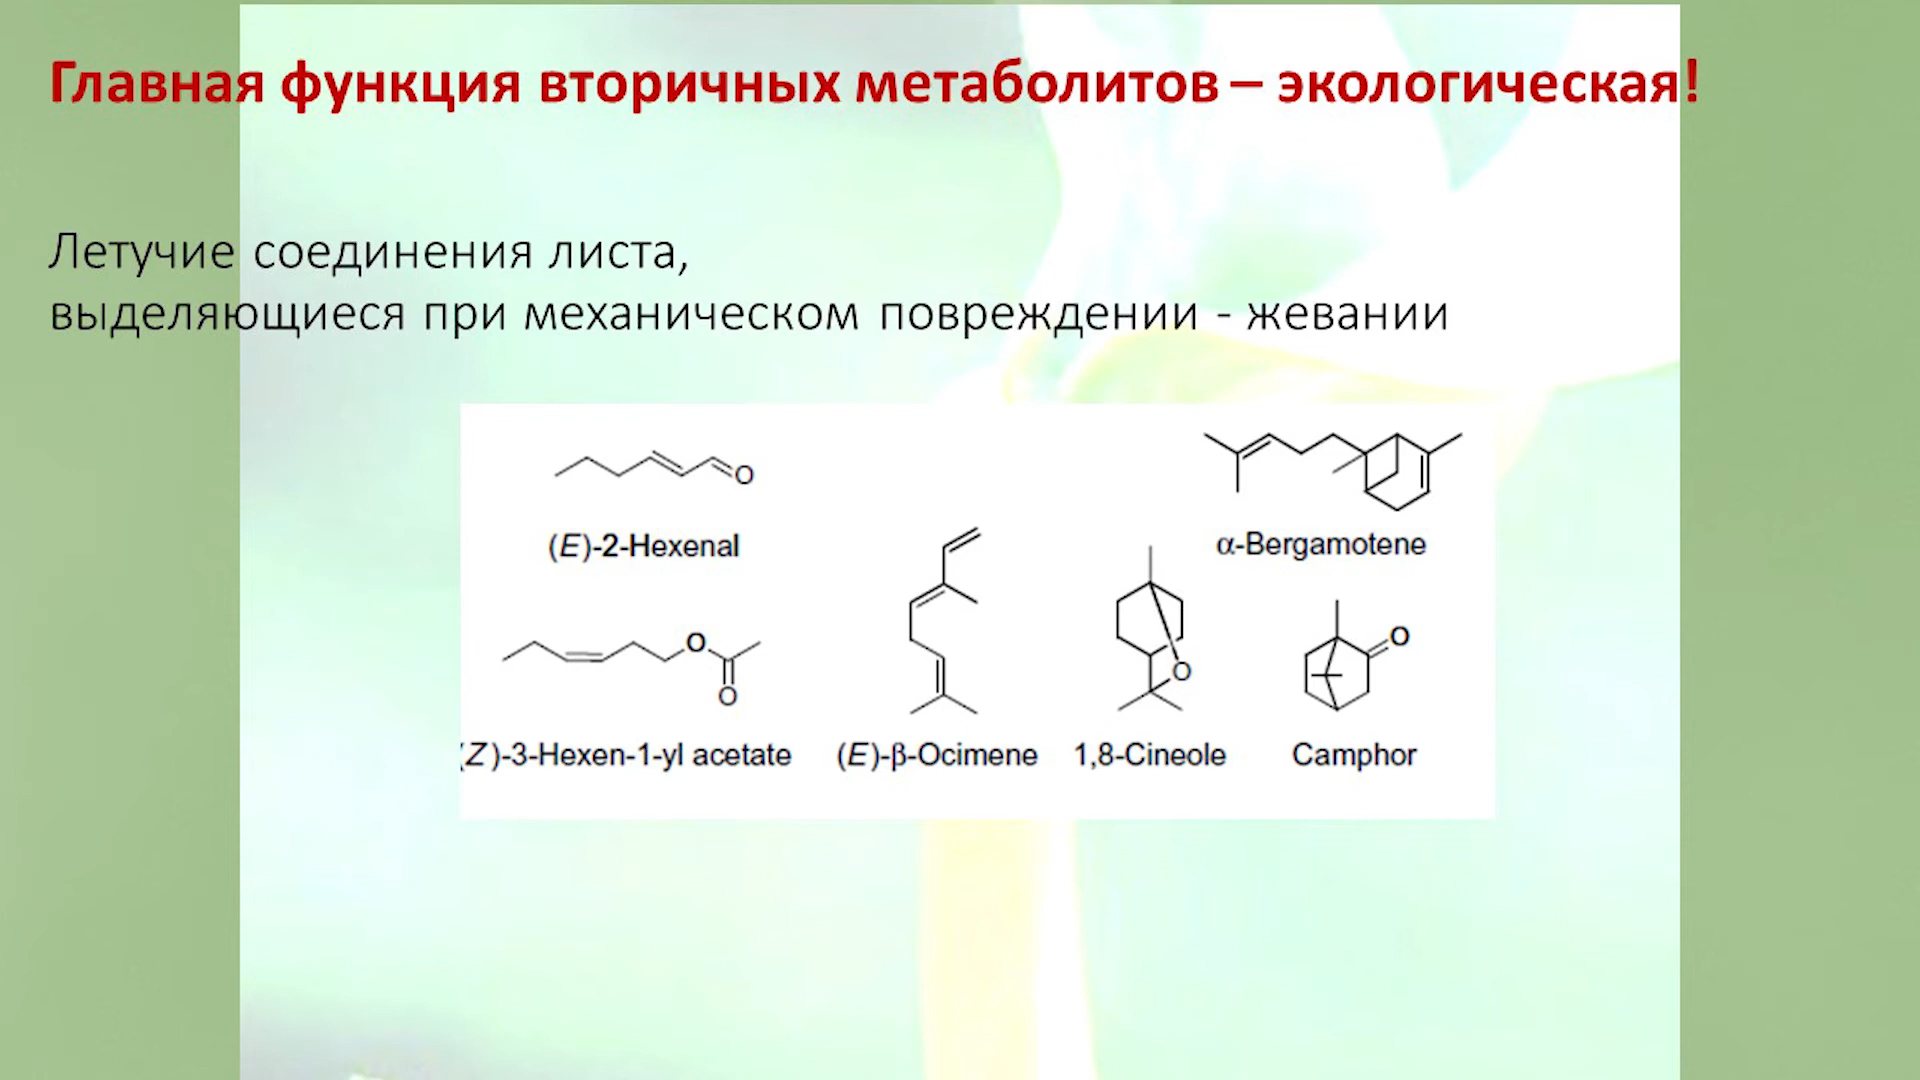 Главная функция вторичных метаболитов – экологическая!
Летучие соединения листа,
выделяющиеся при механическом повреждении - жевании
O
(E)-2-Hexenal
α-Bergamotene
O
O
(Z)-3-Hexen-1-yl acetate
(E)-β-Ocimene
O
1,8-Cineole
O
Camphor